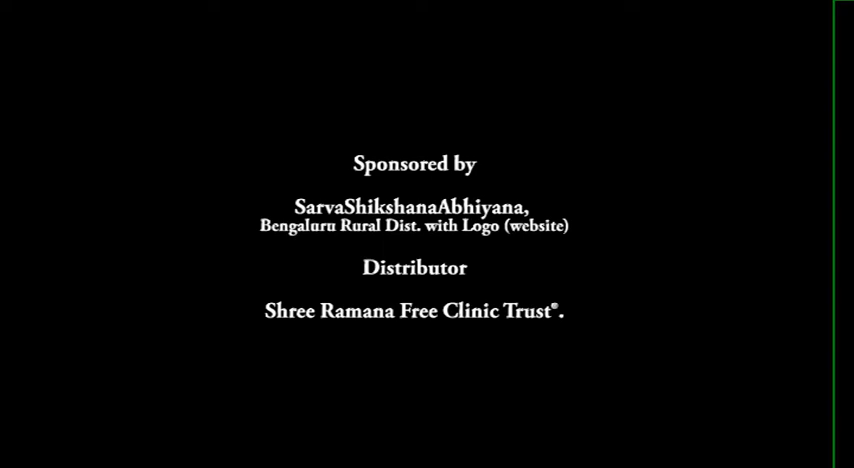 Sponsored by
SarvaShikshanaAbhiyana,
Bengaluru Rural Dist. with Logo (website)
Distributor
Shree Ramana Free Clinic Trust®.